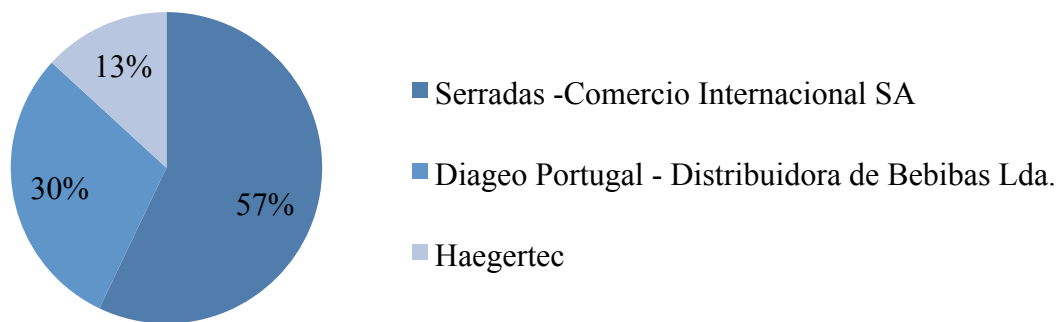 13%
30%
57%
Serradas -Comercio Internacional SA
Diageo Portugal - Distribuidora de Bebibas Lda.
Haegertec